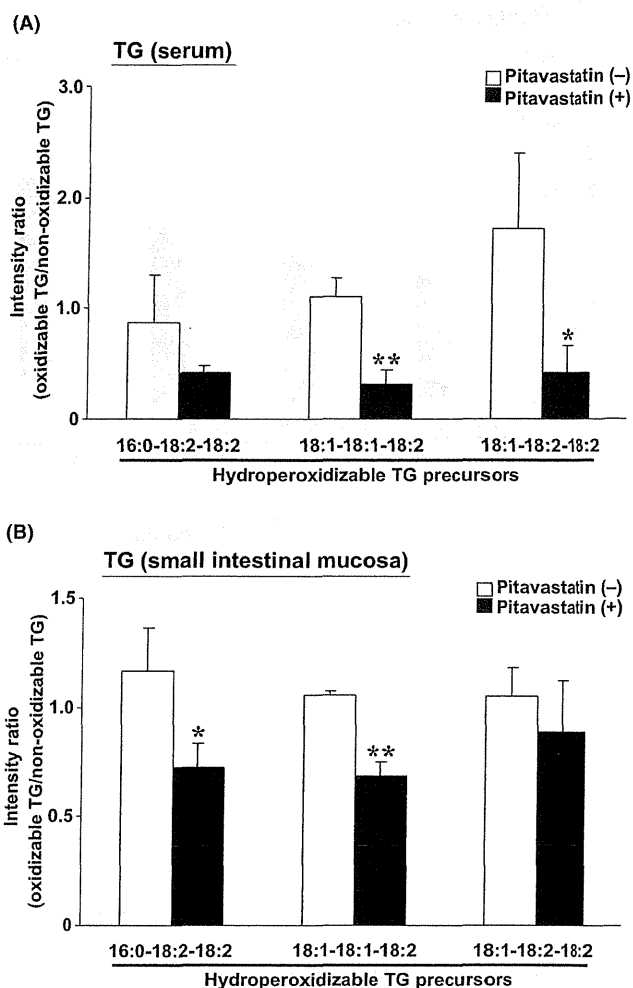 (A)
TG (serum)
Pitavastatin (–)
Pitavastatin (+)
3.0
2.0
1.0
0
Intensity ratio
(oxidizable TG/non-oxidizable TG)
**
*
16:0-18:2-18:2 18:1-18:1-18:2 18:1-18:2-18:2
Hydroperoxidizable TG precursors
(B)
TG (small intestinal mucosa)
Pitavastatin (–)
Pitavastatin (+)
1.5
1.0
0.5
0
Intensity ratio
(oxidizable TG/non-oxidizable TG)
*
**
16:0-18:2-18:2 18:1-18:1-18:2 18:1-18:2-18:2
Hydroperoxidizable TG precursors